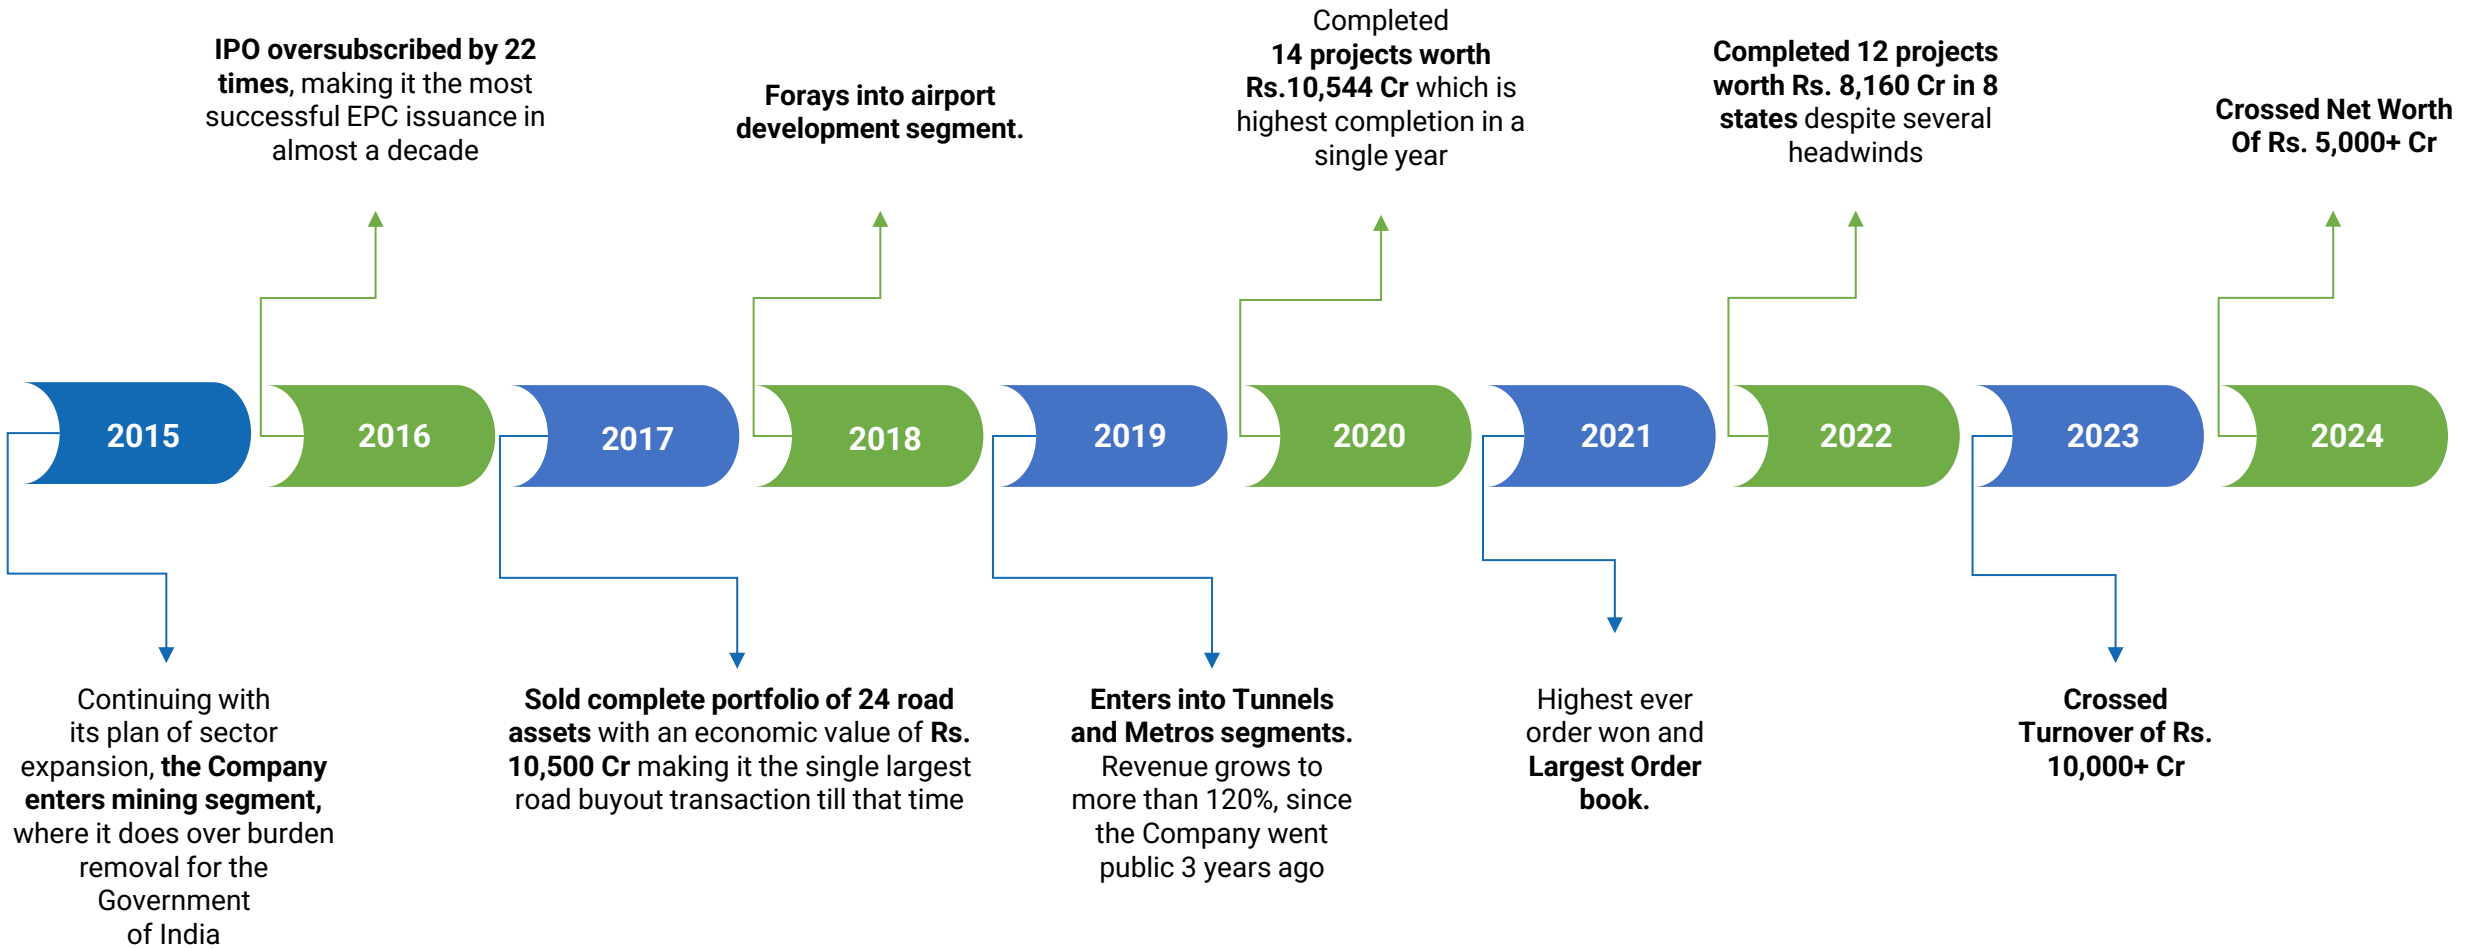 IPO oversubscribed by 22
times, making it the most
successful EPC issuance in
almost a decade
Forays into airport
development segment.
Completed
14 projects worth
Rs.10,544 Cr which is
highest completion in a
single year
Completed 12 projects
worth Rs. 8,160 Cr in 8
states despite several
headwinds
Crossed Net Worth
Of Rs. 5,000+ Cr
2015
2016
2017
2018
2019
2020
2021
2022
2023
2024
Continuing with
its plan of sector
expansion, the Company
enters mining segment,
where it does over burden
removal for the
Government
of India
Sold complete portfolio of 24 road
assets with an economic value of Rs.
10,500 Cr making it the single largest
road buyout transaction till that time
Enters into Tunnels
and Metros segments.
Revenue grows to
more than 120%, since
the Company went
public 3 years ago
Highest ever
order won and
Largest Order
book.
Crossed
Turnover of Rs.
10,000+ Cr